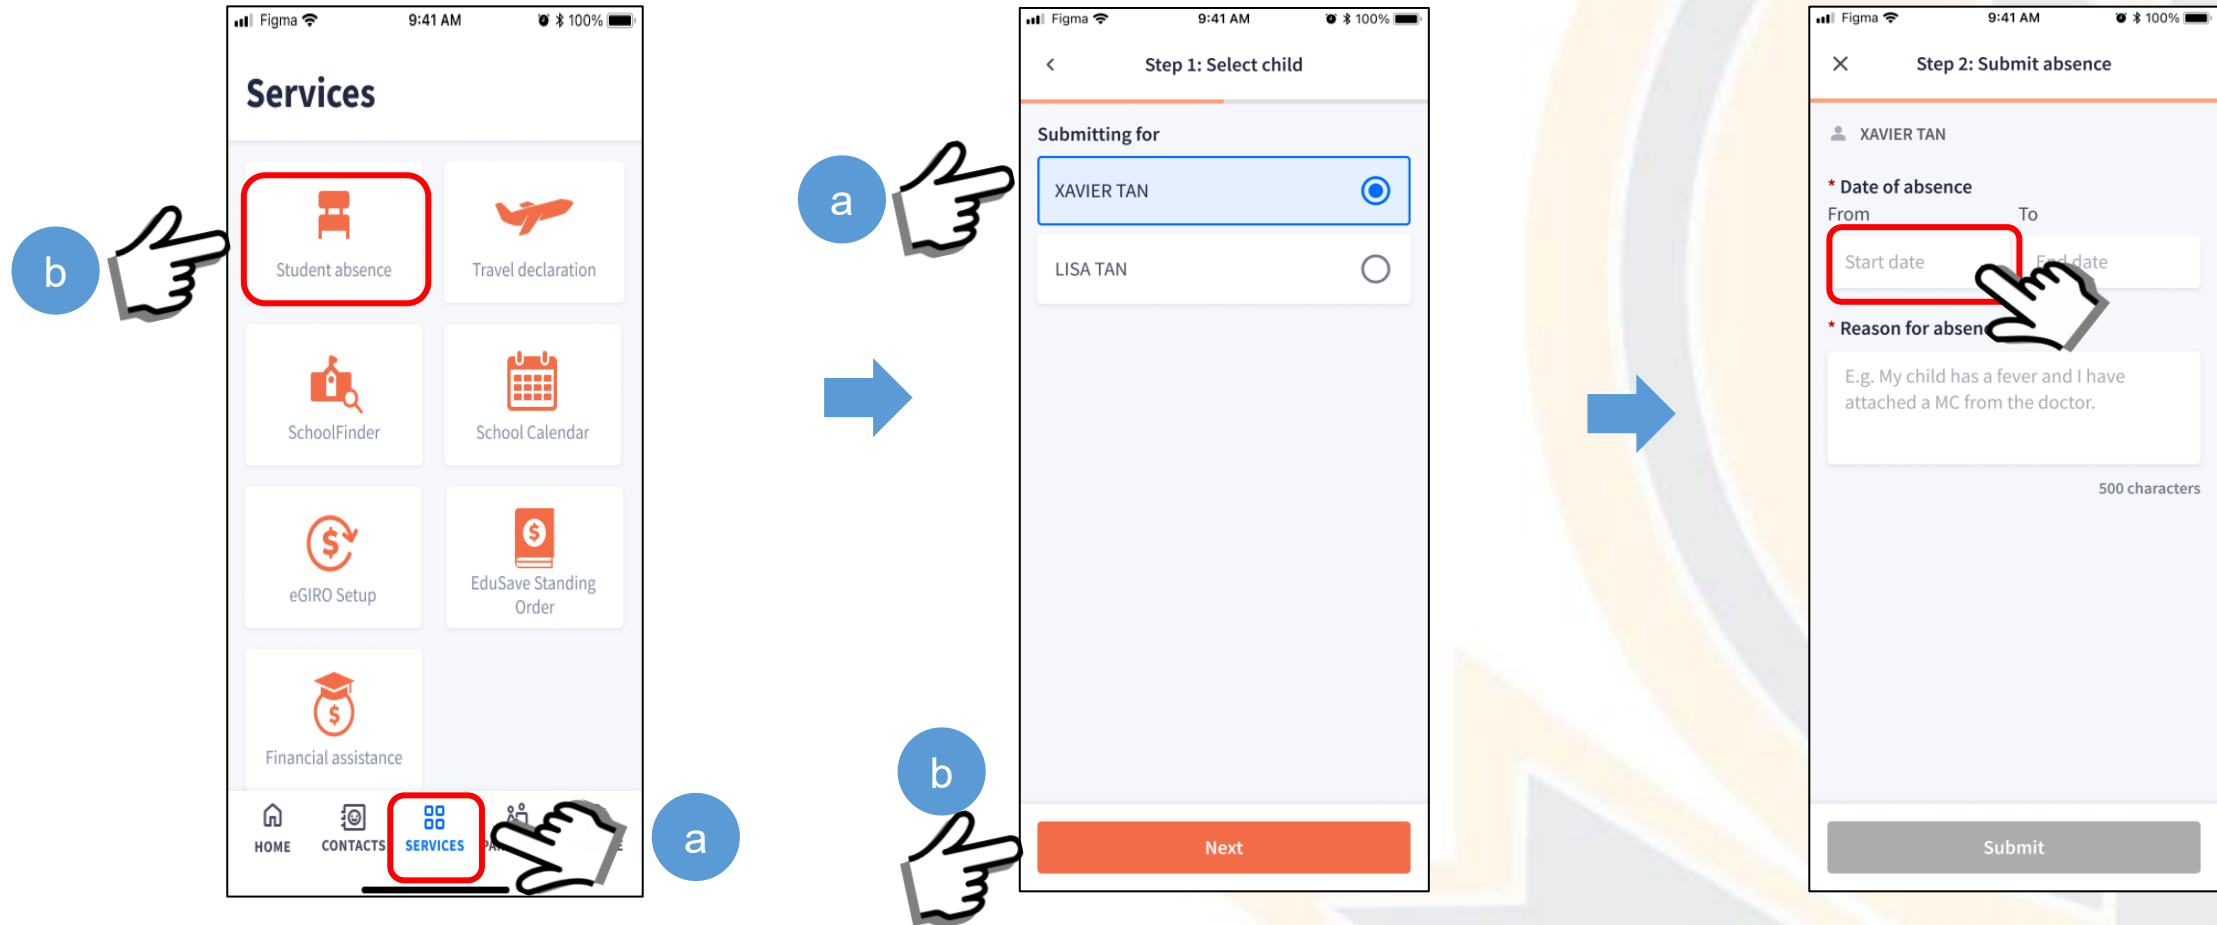 Figma
9:41 AM
100%
Services
b
Student absence
Travel declaration
SchoolFinder
School Calendar
eGIRO Setup
EduSave Standing
Order
Financial assistance
HOME
CONTACTS
SERVICES
a
Figma
9:41 AM
100%
Step 1: Select child
Submitting for
a
XAVIER TAN
LISA TAN
b
Next
Figma
9:41 AM
100%
Step 2: Submit absence
XAVIER TAN
* Date of absence
From
To
Start date
End date
* Reason for absen
E.g. My child has a fever and I have
attached a MC from the doctor.
500 characters
Submit